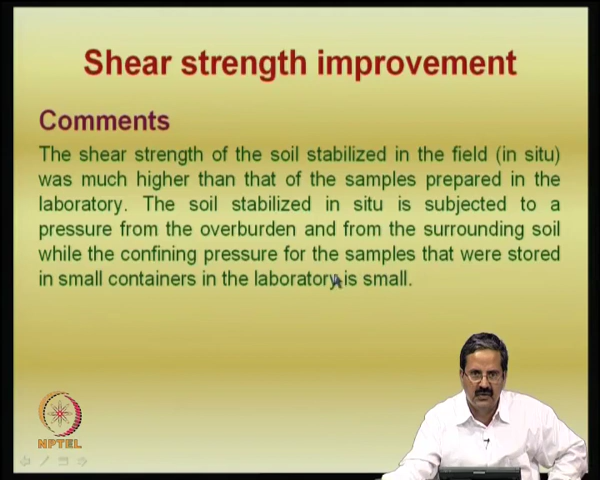 Shear strength improvement
Comments
The shear strength of the soil stabilized in the field (in situ)
was much higher than that of the samples prepared in the
laboratory. The soil stabilized in situ is subjected to a
pressure from the overburden and from the surrounding soil
while the confining pressure for the samples that were stored
in small containers in the laboratory is small.
NPTEL